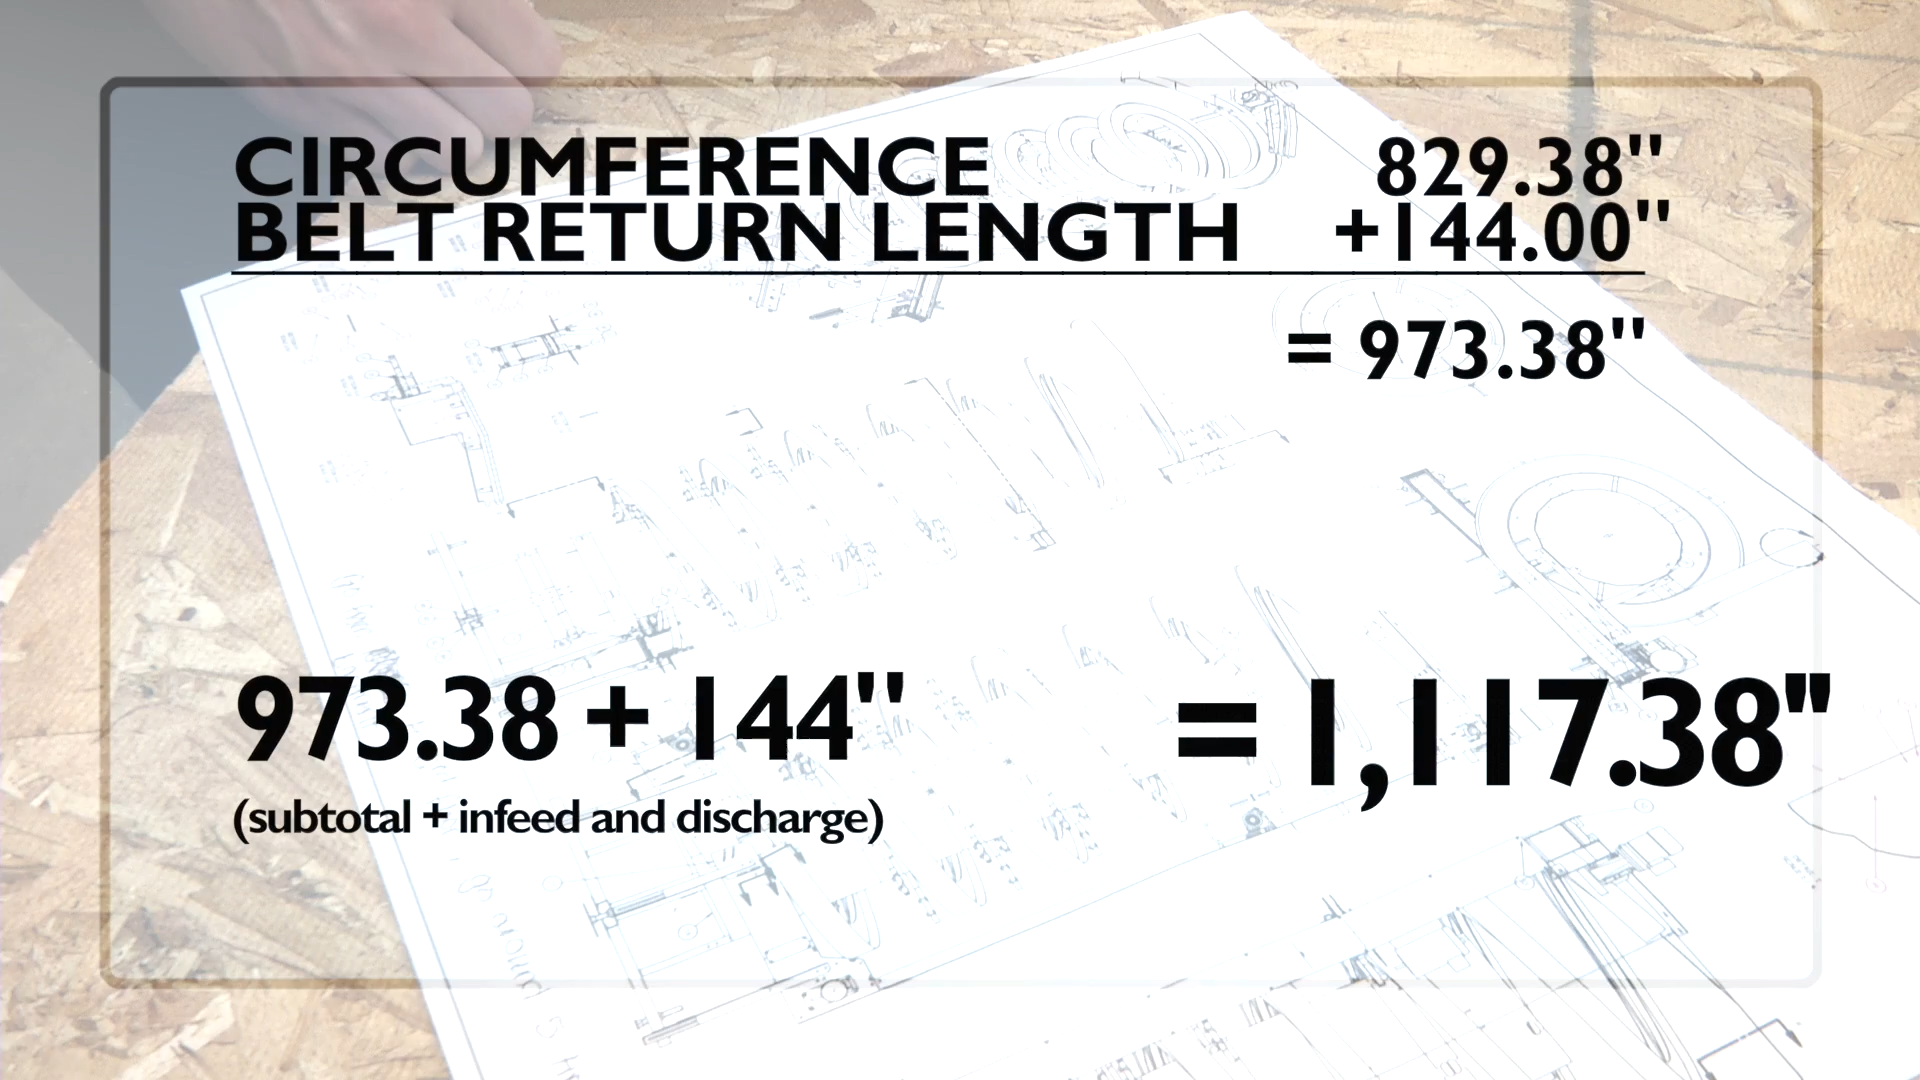 CIRCUMFERENCE 829.38"
BELT RETURN LENGTH +144.00"
= 973.38"
973.38 + 144" = 1,117.38"
(subtotal + infeed and discharge)